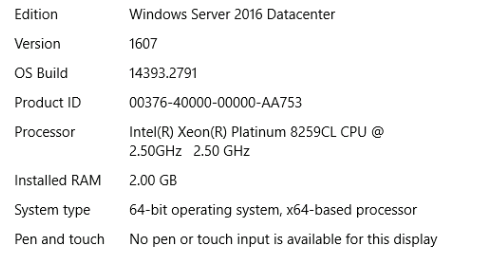 Edition Windows Server 2016 Datacenter
Version 1607
OS Build 14393.2791
Product ID 00376-40000-00000-AA753
Processor Intel(R) Xeon(R) Platinum 8259CL CPU @
2.50GHz 2.50 GHz
Installed RAM 2.00 GB
System type 64-bit operating system, x64-based processor
Pen and touch No pen or touch input is available for this display